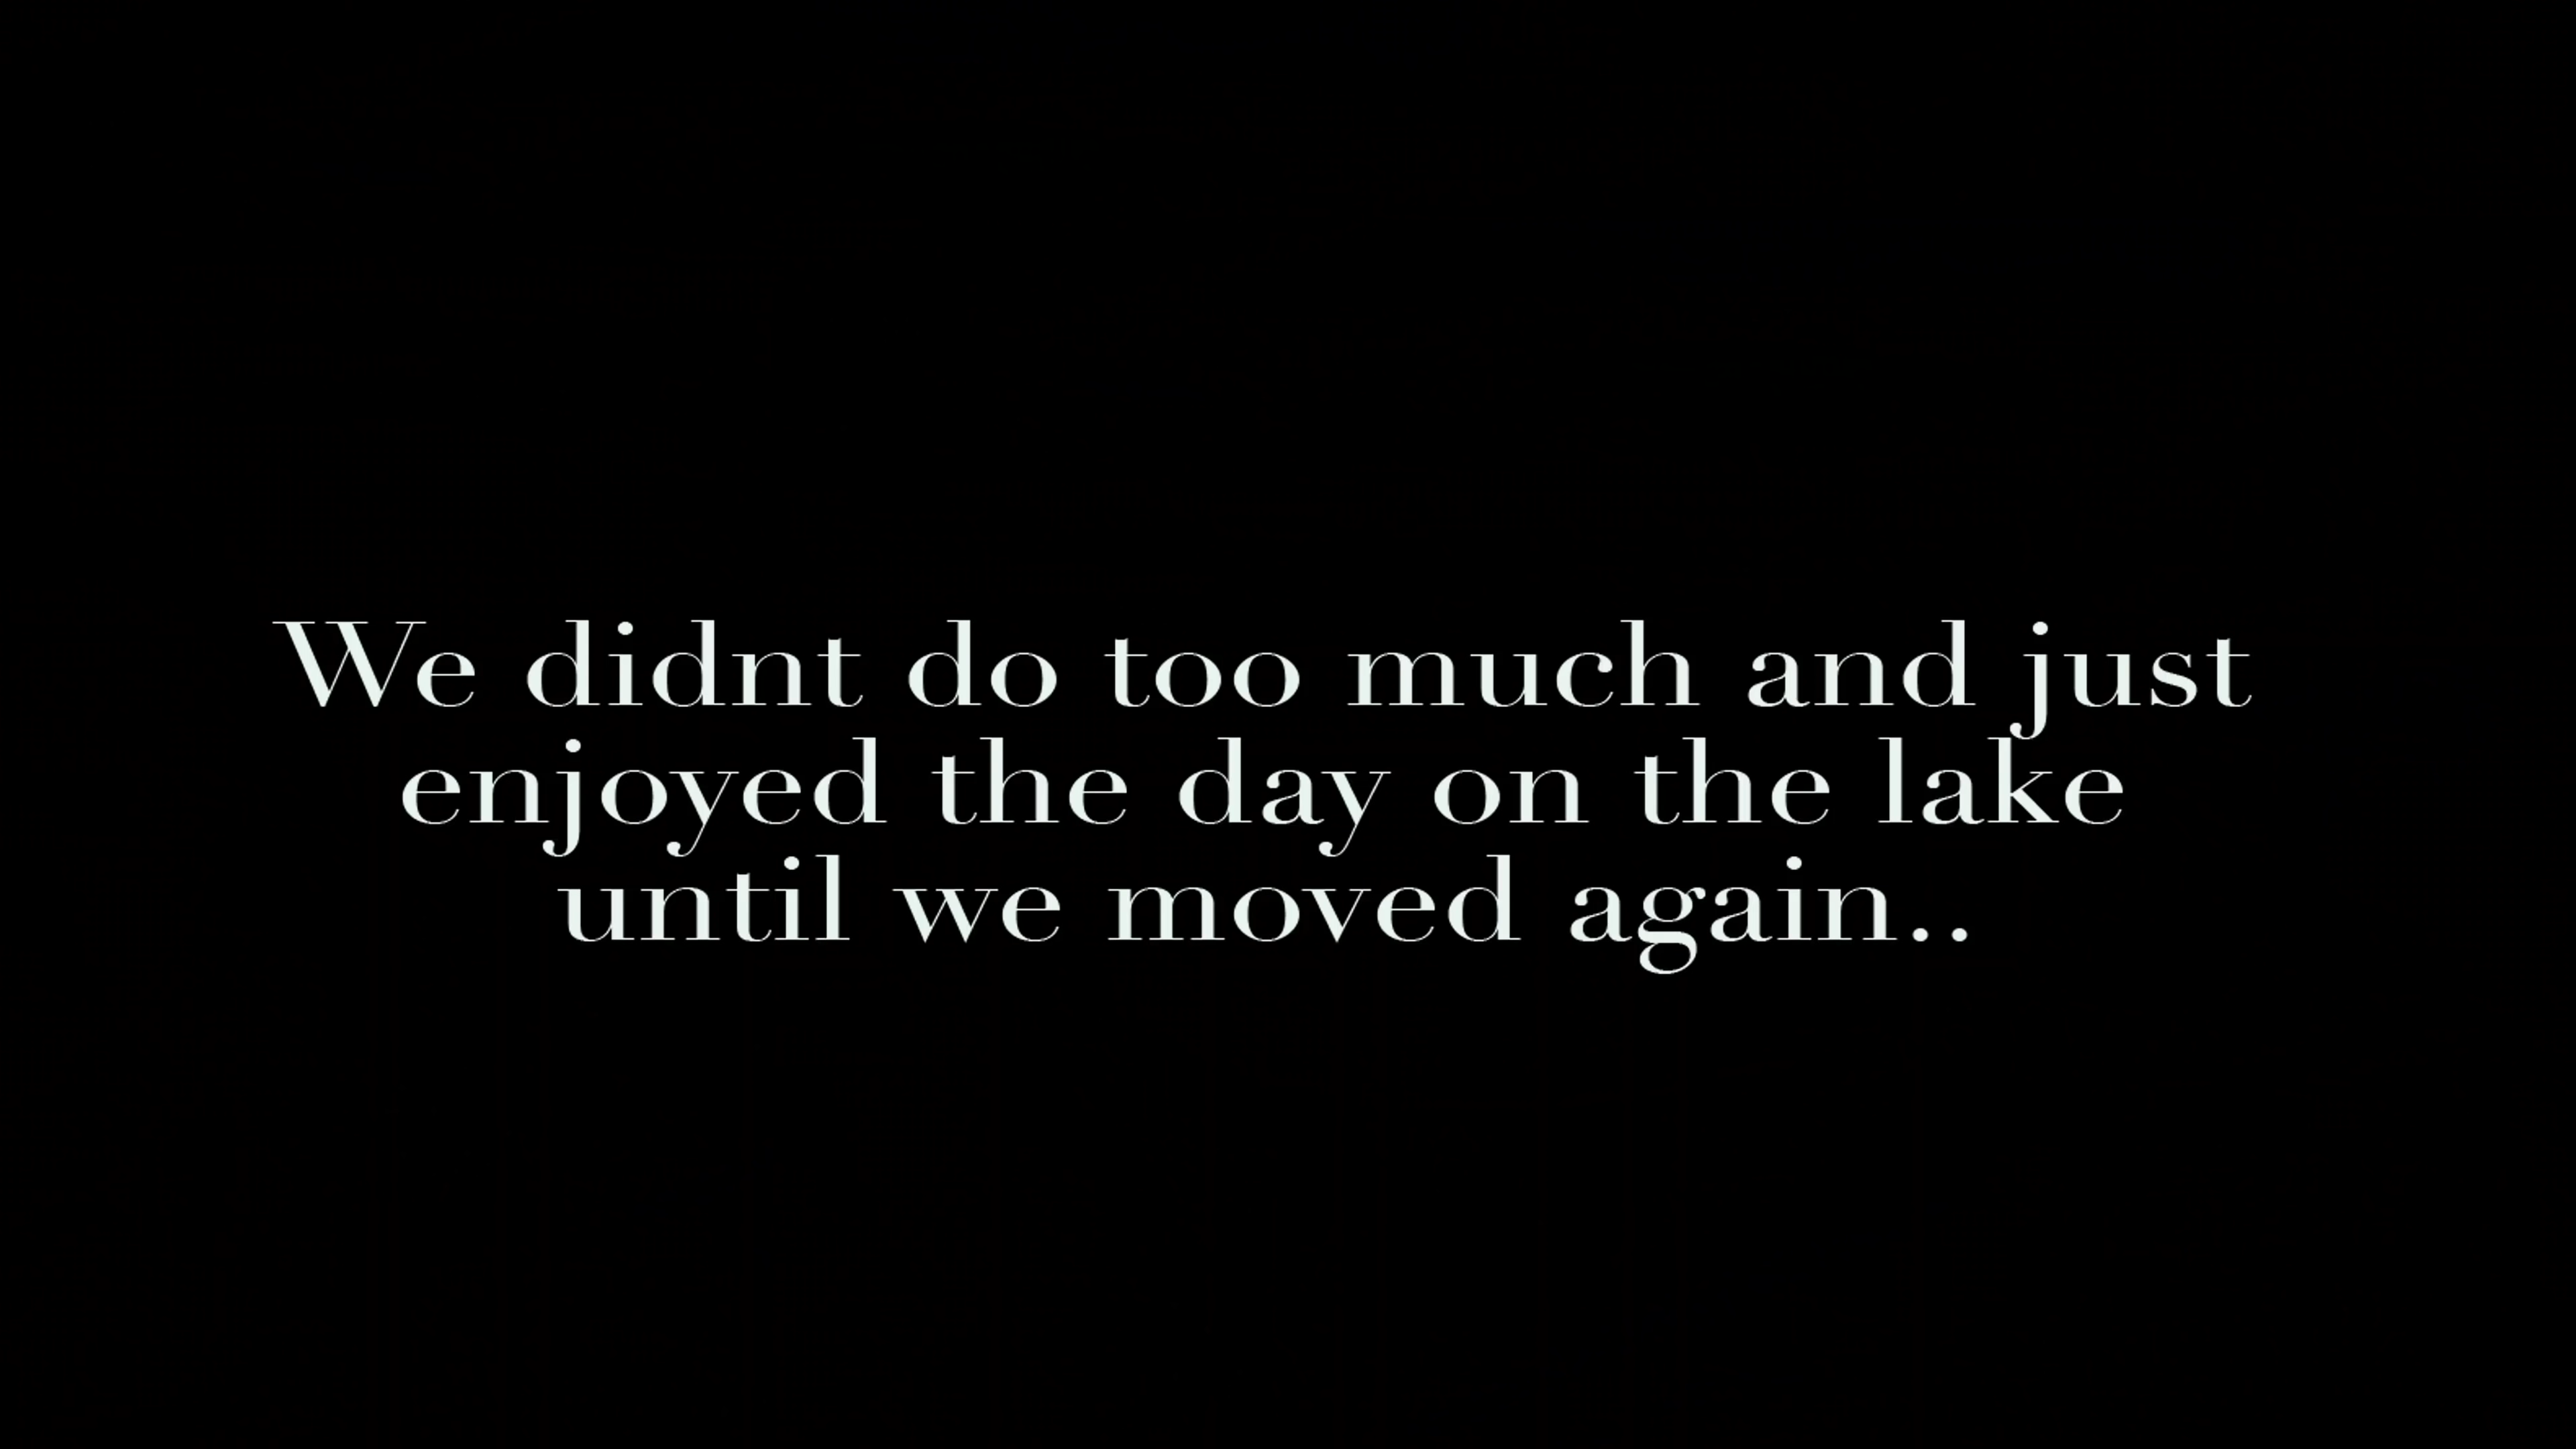 We didnt do too much and just
enjoyed the day on the lake
until we moved again..